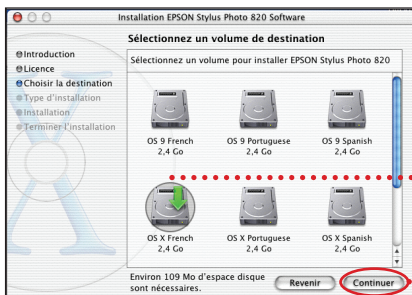 Installation EPSON Stylus Photo 820 Software
Sélectionnez un volume de destination
Introduction
Licence
Choisir la destination
Type d'installation
Installation
Terminer l'installation
Sélectionnez un volume pour installer EPSON Stylus Photo 820
OS 9 French
2,4 Go
OS 9 Portuguese
2,4 Go
OS 9 Spanish
2,4 Go
OS X French
2,4 Go
OS X Portuguese
2,4 Go
OS X Spanish
2,4 Go
Environ 109 Mo d'espace disque
sont nécessaires.
Revenir
Continuer